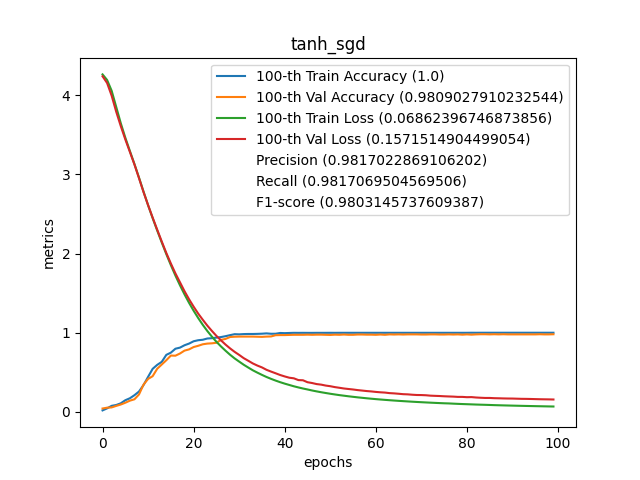 tanh_sgd
100-th Train Accuracy (1.0)
100-th Val Accuracy (0.9809027910232544)
100-th Train Loss (0.06862396746873856)
100-th Val Loss (0.1571514904499054)
Precision (0.9817022869106202)
Recall (0.9817069504569506)
F1-score (0.9803145737609387)
metrics
4
3
2
1
0
0 20 40 60 80 100
epochs